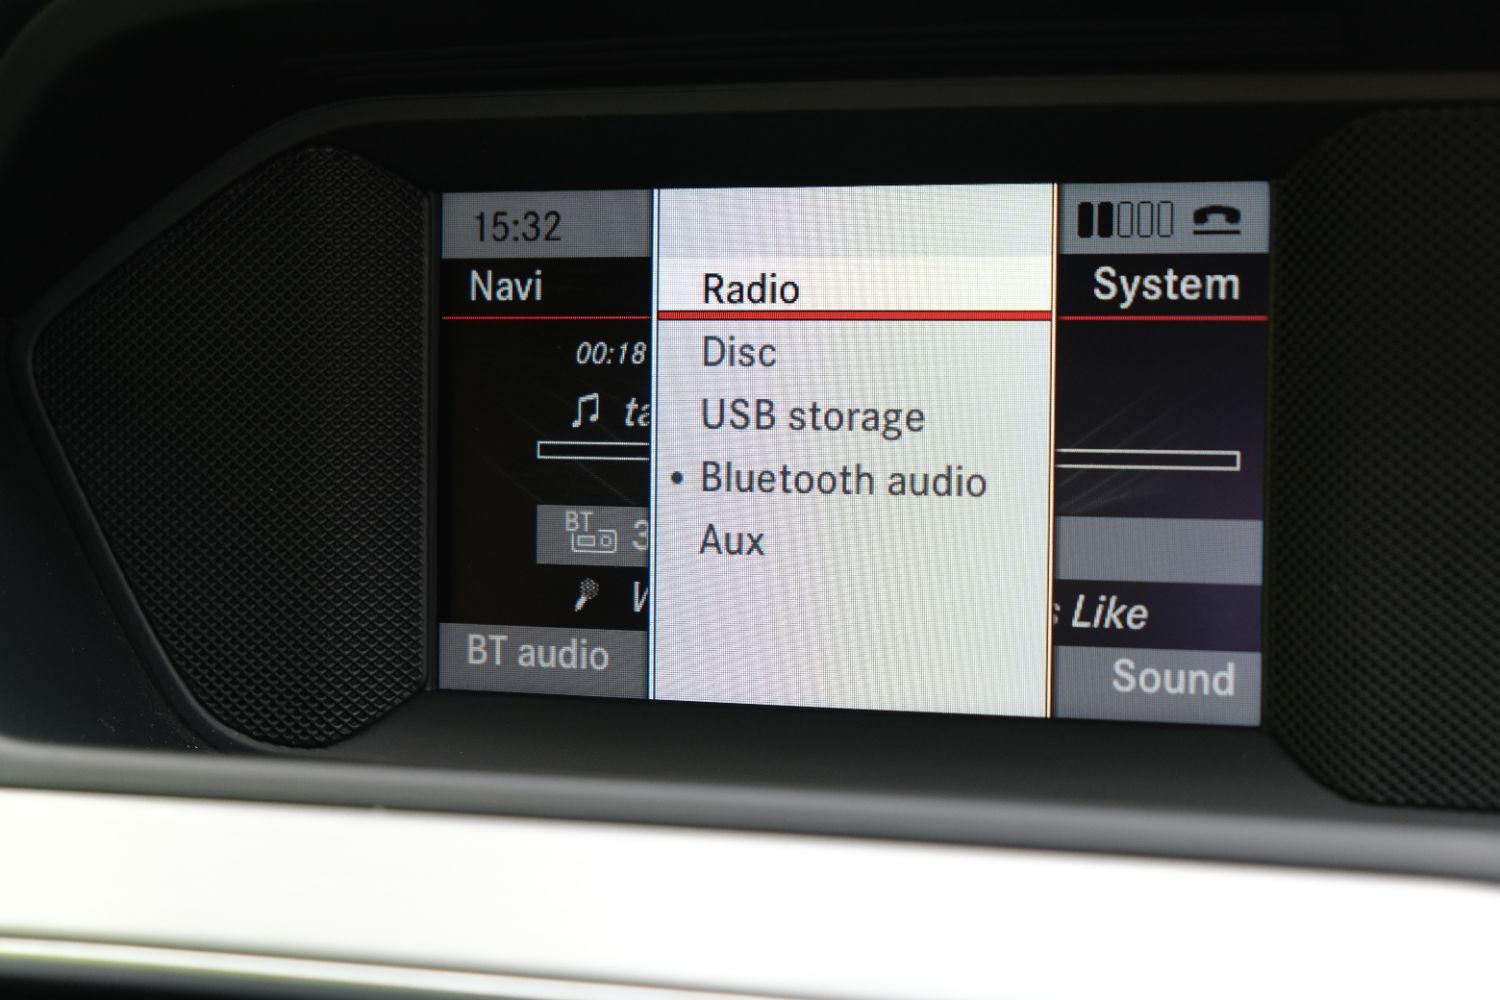 15:32
Navi
Radio
System
00:18
Disc
USB storage
• Bluetooth audio
BT
Aux
Like
BT audio
Sound